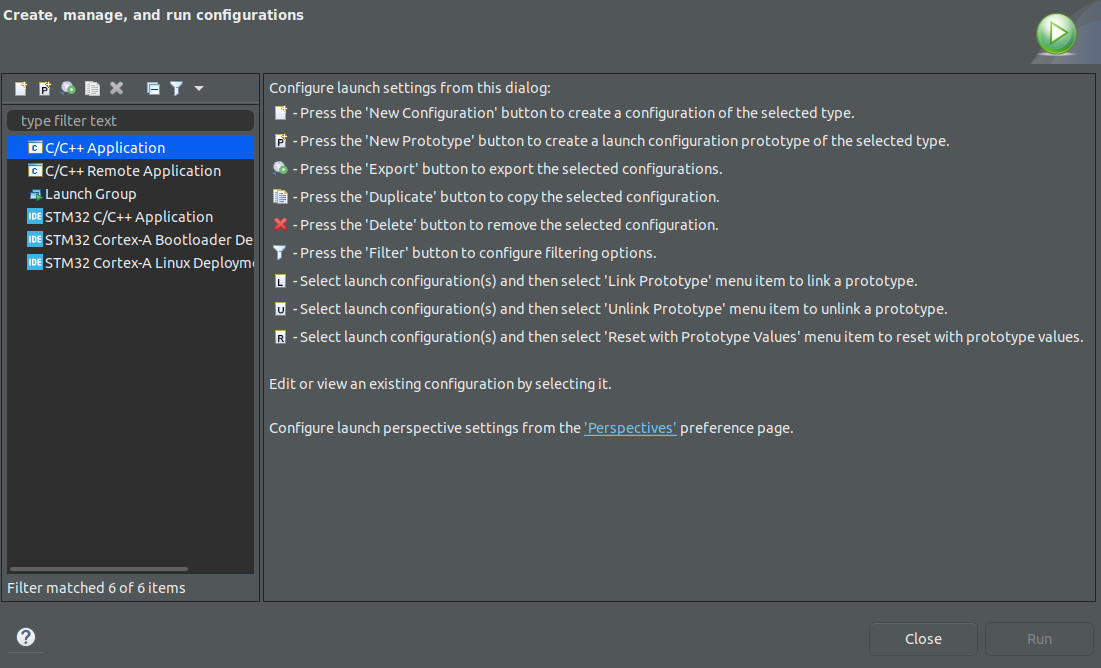 Create, manage, and run configurations
type filter text
C/C++ Application
C/C++ Remote Application
Launch Group
IDE STM32 C/C++ Application
IDE STM32 Cortex-A Bootloader De
IDE STM32 Cortex-A Linux Deploym
Filter matched 6 of 6 items
Configure launch settings from this dialog:
- Press the 'New Configuration' button to create a configuration of the selected type.
P - Press the 'New Prototype' button to create a launch configuration prototype of the selected type.
- Press the 'Export' button to export the selected configurations.
- Press the 'Duplicate' button to copy the selected configuration.
- Press the 'Delete' button to remove the selected configuration.
- Press the 'Filter' button to configure filtering options.
L - Select launch configuration(s) and then select 'Link Prototype' menu item to link a prototype.
U - Select launch configuration(s) and then select 'Unlink Prototype' menu item to unlink a prototype.
R - Select launch configuration(s) and then select 'Reset with Prototype Values' menu item to reset with prototype values.
Edit or view an existing configuration by selecting it.
Configure launch perspective settings from the 'Perspectives' preference page.
?
Close
Run